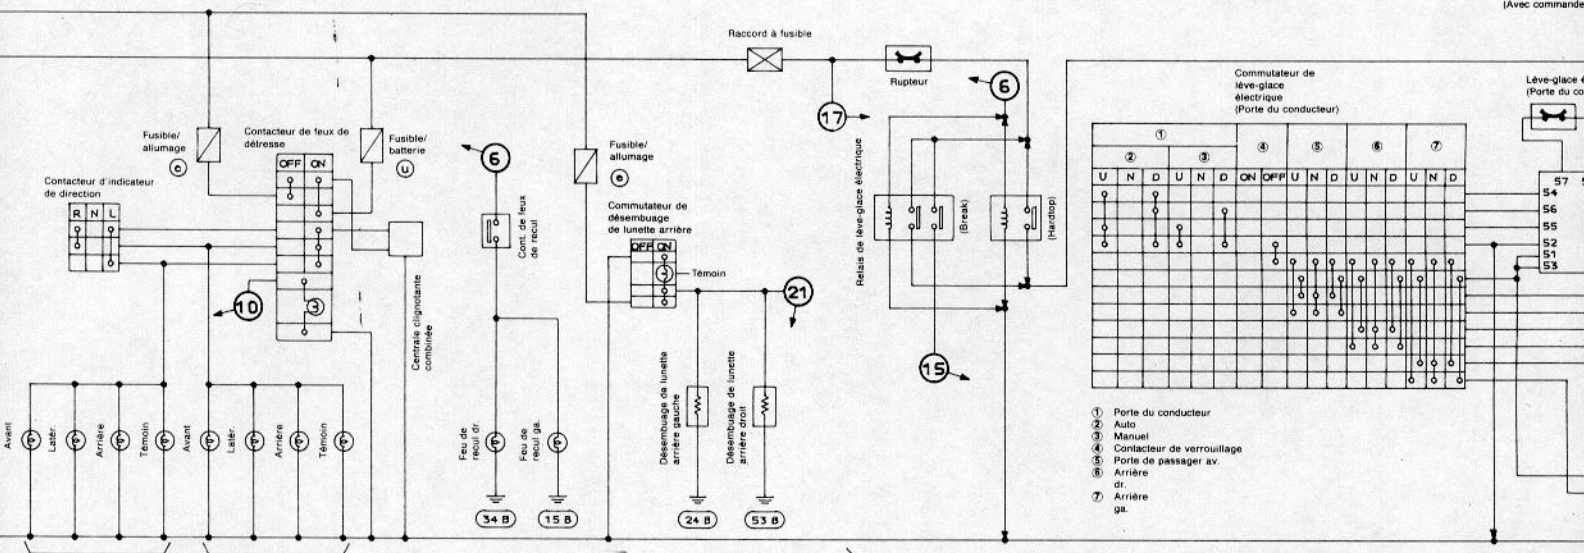 (Avec commande
Raccord à fusible
Rupteur
6
17
Commutateur de
lève-glace
électrique
(Porte du conducteur)
Lève-glace é
(Porte du co
Fusible/
allumage
c
Contacteur de feux de
détresse
OFF ON
Fusible/
batterie
u
6
Fusible/
allumage
e
Contacteur d'indicateur
de direction
R N L
Cont. de feux
de recul
Commutateur de
désembuage
de lunette arrière
OFF ON
Témoin
21
10
Centrale clignotante
combinée
Relais de lève-glace électrique
(Break)
(Hardtop)
15
1
2 3 4 5 6 7
U N D U N D ON OFF U N D U N D U N D
57
54
56
55
52
51
53
Avant
Latér.
Arrière
Témoin
Avant
Latér.
Arrière
Témoin
Feu de
recul dr.
Feu de
recul ga.
Désembuage de lunette
arrière gauche
Désembuage de lunette
arrière droit
34 B
15 B
24 B
53 B
1 Porte du conducteur
2 Auto
3 Manuel
4 Contacteur de verrouillage
5 Porte de passager av.
6 Arrière
dr.
7 Arrière
ga.